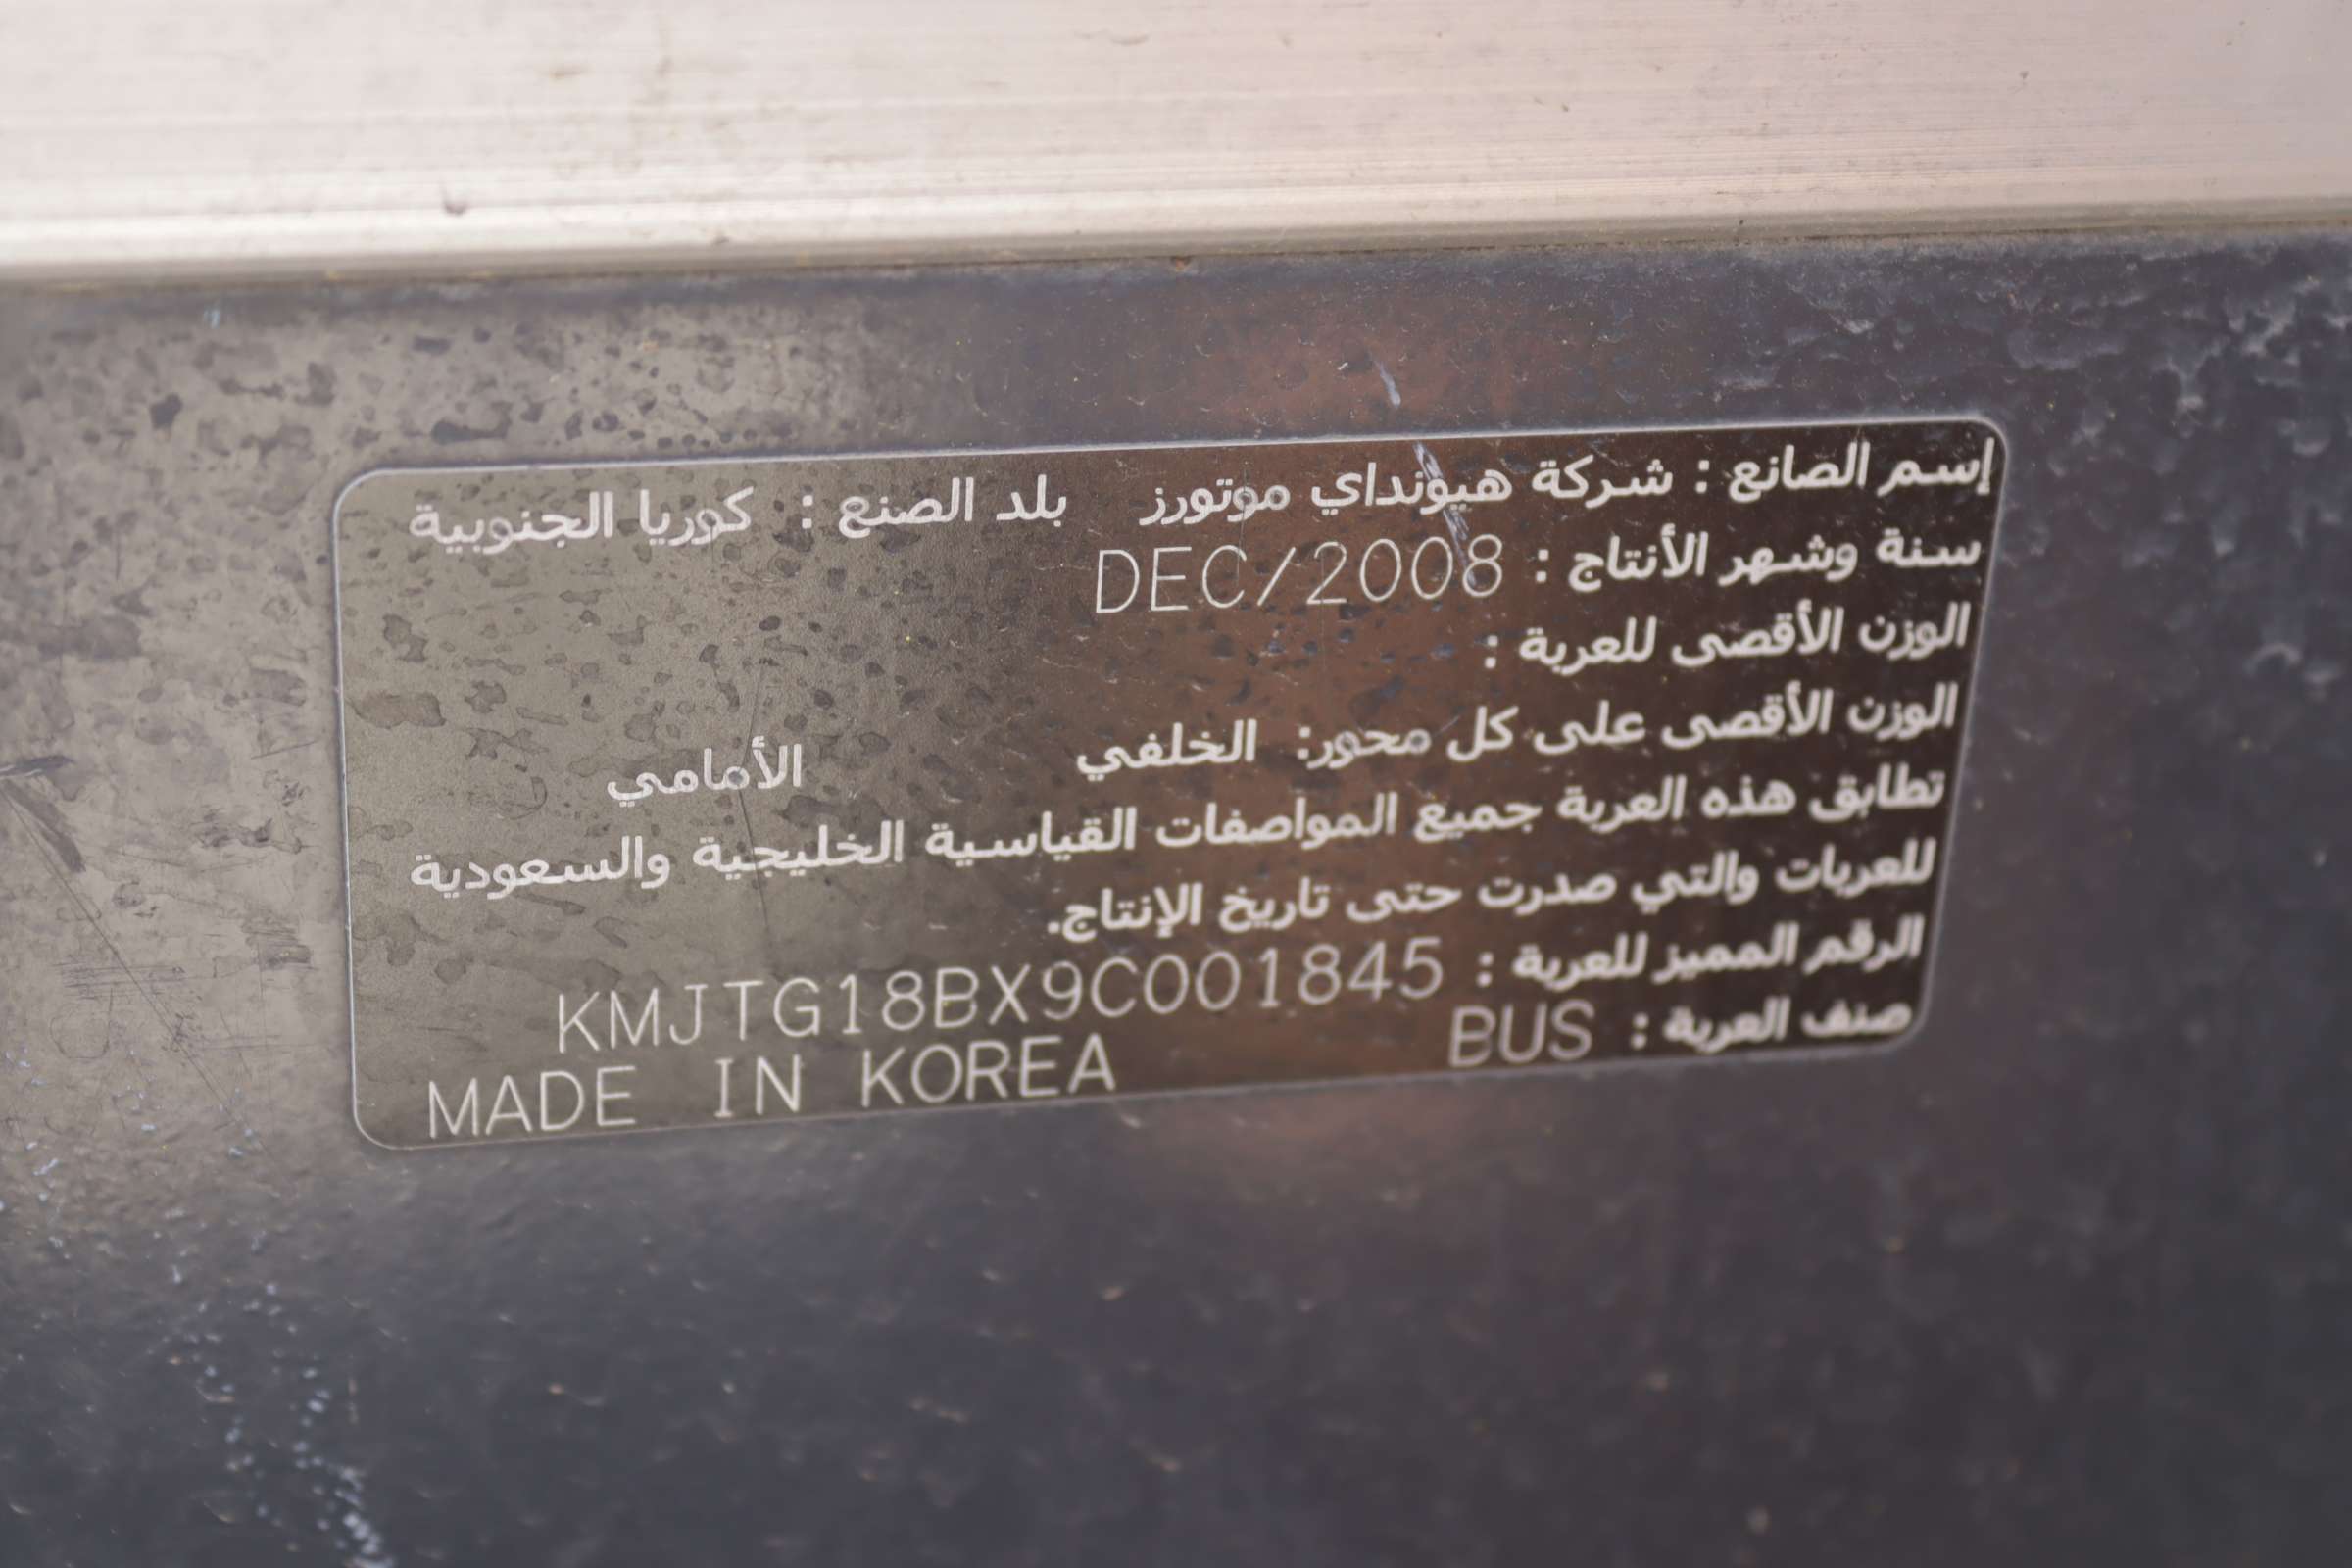 إسم الصانع : شركة هيونداي موتورز بلد الصنع : كوريا الجنوبية
سنة وشهر الأنتاج : DEC/2008
الوزن الأقصى للعربة :
الوزن الأقصى على كل محور: الخلفي الأمامي
تطابق هذه العربة جميع المواصفات القياسية الخليجية والسعودية
للعربات والتي صدرت حتى تاريخ الإنتاج.
الرقم المميز للعربة : KMJTG18BX9C001845
صنف العربة : BUS MADE IN KOREA